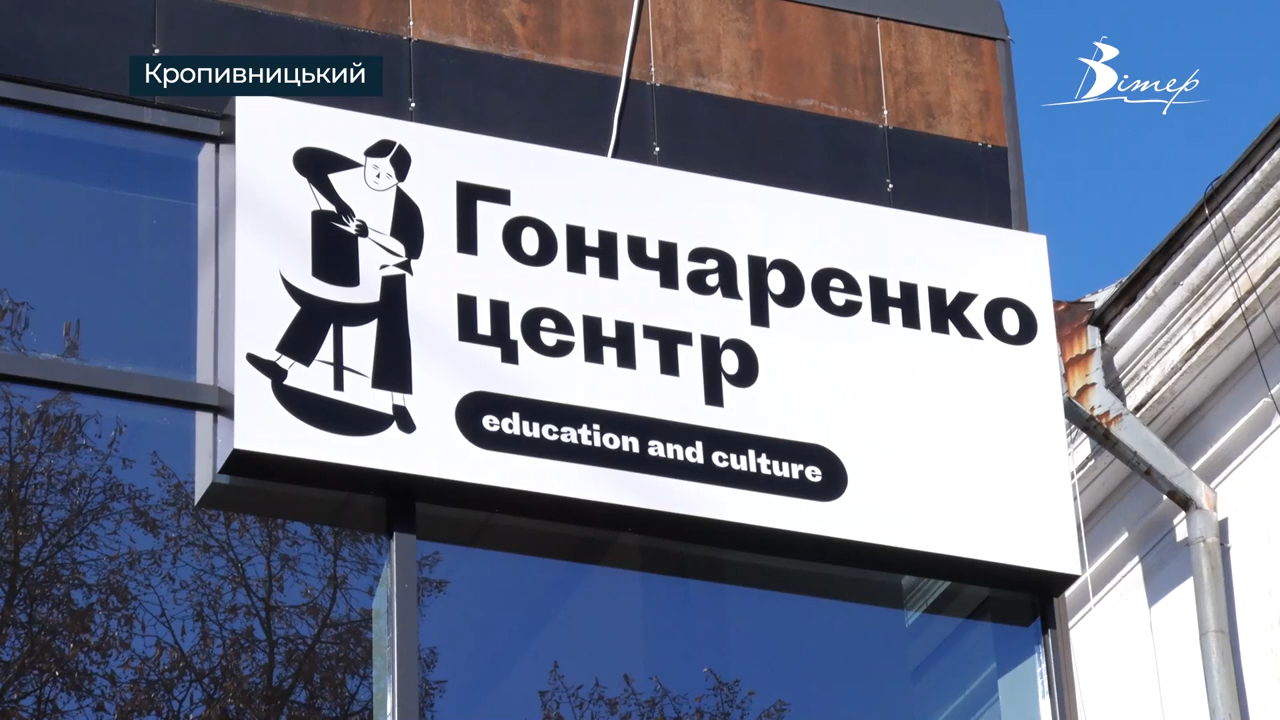 Кропивницький
Вітер
Гончаренко
центр
education and culture